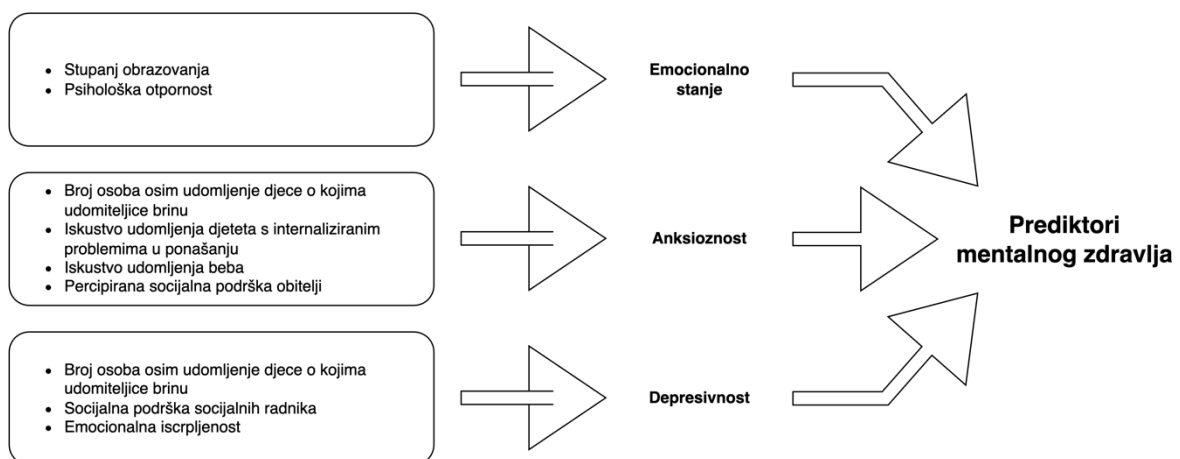 • Stupanj obrazovanja
• Psihološka otpornost
Emocionalno
stanje
• Broj osoba osim udomljenje djece o kojima
udomiteljice brinu
• Iskustvo udomljenja djeteta s internaliziranim
problemima u ponašanju
• Iskustvo udomljenja beba
• Percipirana socijalna podrška obitelji
Anksioznost
• Broj osoba osim udomljenje djece o kojima
udomiteljice brinu
• Socijalna podrška socijalnih radnika
• Emocionalna iscrpljenost
Depresivnost
Prediktori
mentalnog zdravlja